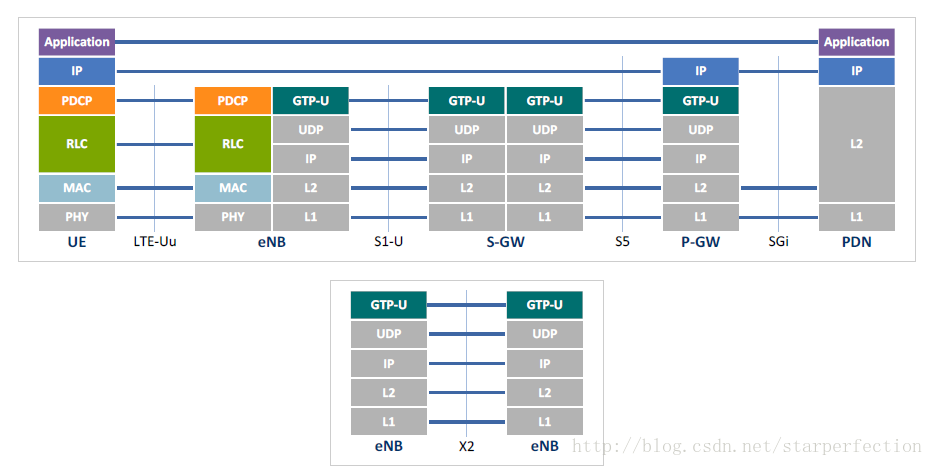 Application Application
IP IP IP
PDCP PDCP GTP-U GTP-U GTP-U GTP-U
UDP UDP UDP UDP
RLC RLC L2
IP IP IP IP
MAC MAC L2 L2 L2 L2
PHY PHY L1 L1 L1 L1 L1
UE LTE-Uu eNB S1-U S-GW S5 P-GW SGi PDN
GTP-U GTP-U
UDP UDP
IP IP
L2 L2
L1 L1
eNB X2 eNB
http://blog.csdn.net/starperfection